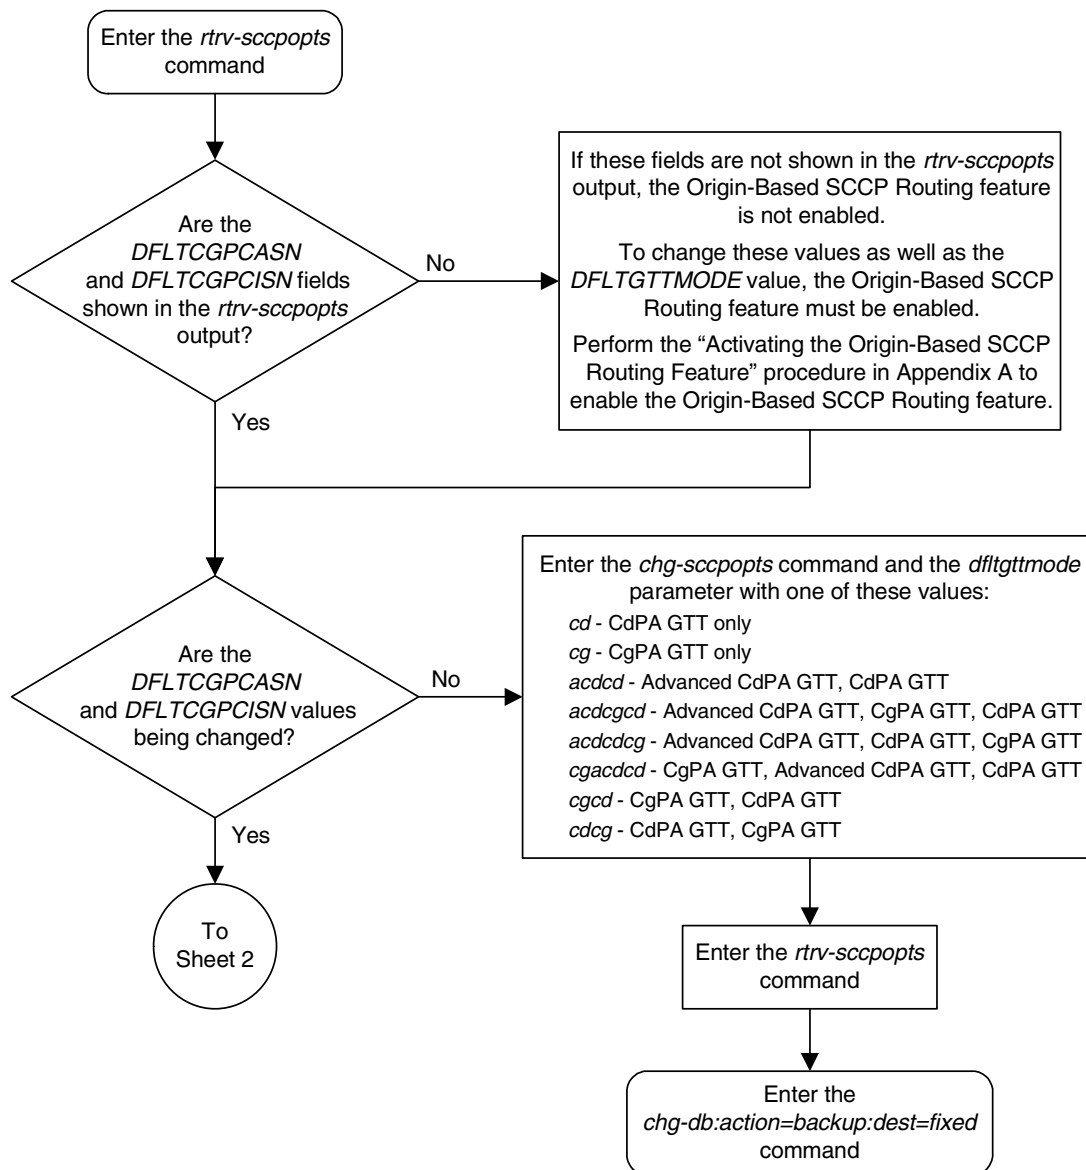 Enter the rtrv-sccpopts
command
Are the
DFLTCGPCASN
and DFLTCGPCISN fields
shown in the rtrv-sccpopts
output?
No
If these fields are not shown in the rtrv-sccpopts
output, the Origin-Based SCCP Routing feature
is not enabled.
To change these values as well as the
DFLTGTTMODE value, the Origin-Based SCCP
Routing feature must be enabled.
Perform the “Activating the Origin-Based SCCP
Routing Feature” procedure in Appendix A to
enable the Origin-Based SCCP Routing feature.
Yes
Are the
DFLTCGPCASN
and DFLTCGPCISN values
being changed?
No
Enter the chg-sccpopts command and the dfltgttmode
parameter with one of these values:
cd - CdPA GTT only
cg - CgPA GTT only
acdcd - Advanced CdPA GTT, CdPA GTT
acdcgcd - Advanced CdPA GTT, CgPA GTT, CdPA GTT
acdcdcg - Advanced CdPA GTT, CdPA GTT, CgPA GTT
cgacdcd - CgPA GTT, Advanced CdPA GTT, CdPA GTT
cgcd - CgPA GTT, CdPA GTT
cdcg - CdPA GTT, CgPA GTT
Yes
To
Sheet 2
Enter the rtrv-sccpopts
command
Enter the
chg-db:action=backup:dest=fixed
command